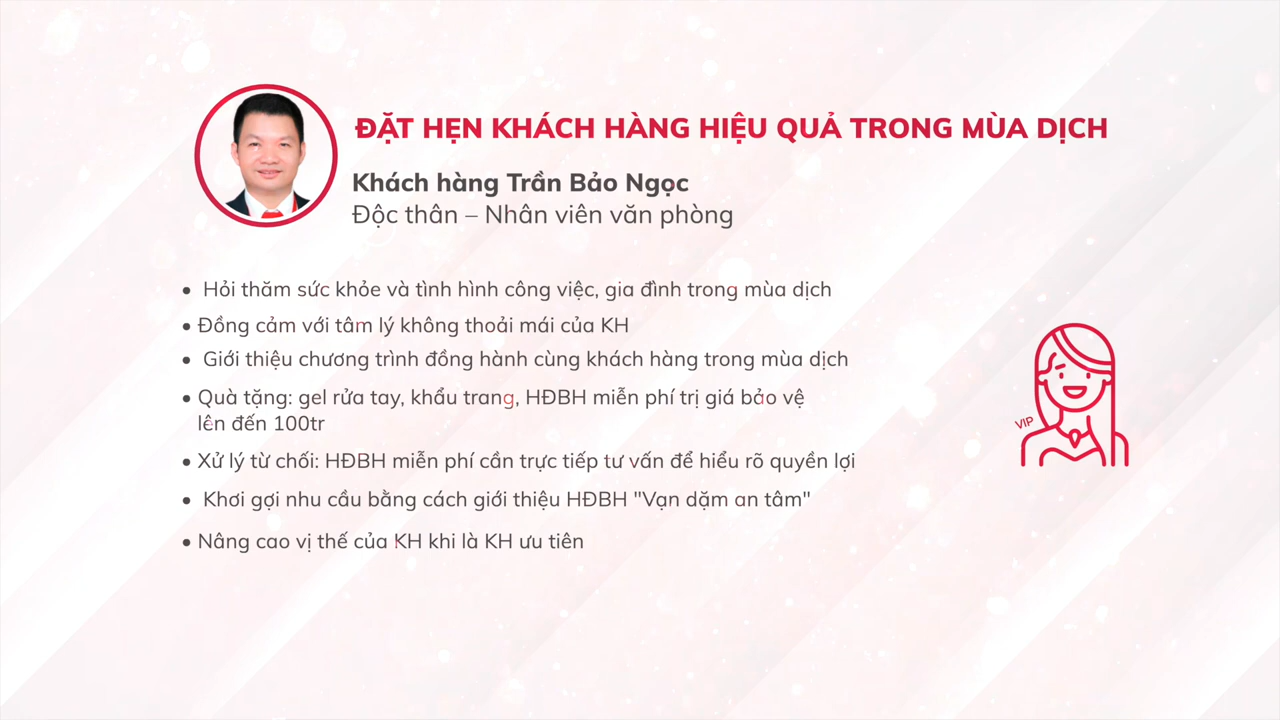 ĐẶT HẸN KHÁCH HÀNG HIỆU QUẢ TRONG MÙA DỊCH
Khách hàng Trần Bảo Ngọc
Độc thân – Nhân viên văn phòng
• Hỏi thăm sức khỏe và tình hình công việc, gia đình trong mùa dịch
• Đồng cảm với tâm lý không thoải mái của KH
• Giới thiệu chương trình đồng hành cùng khách hàng trong mùa dịch
• Quà tặng: gel rửa tay, khẩu trang, HĐBH miễn phí trị giá bảo vệ
lên đến 100tr
VIP
• Xử lý từ chối: HĐBH miễn phí cần trực tiếp tư vấn để hiểu rõ quyền lợi
• Khơi gợi nhu cầu bằng cách giới thiệu HĐBH "Vạn dặm an tâm"
• Nâng cao vị thế của KH khi là KH ưu tiên